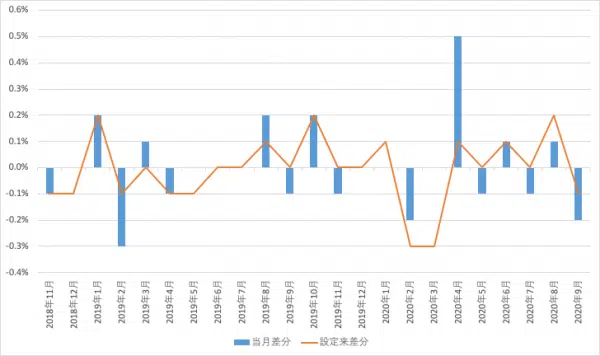 0.6%
0.5%
0.4%
0.3%
0.2%
0.1%
0.0%
-0.1%
-0.2%
-0.3%
-0.4%
2018年11月
2018年12月
2019年1月
2019年2月
2019年3月
2019年4月
2019年5月
2019年6月
2019年7月
2019年8月
2019年9月
2019年10月
2019年11月
2019年12月
2020年1月
2020年2月
2020年3月
2020年4月
2020年5月
2020年6月
2020年7月
2020年8月
2020年9月
当月差分 設定来差分